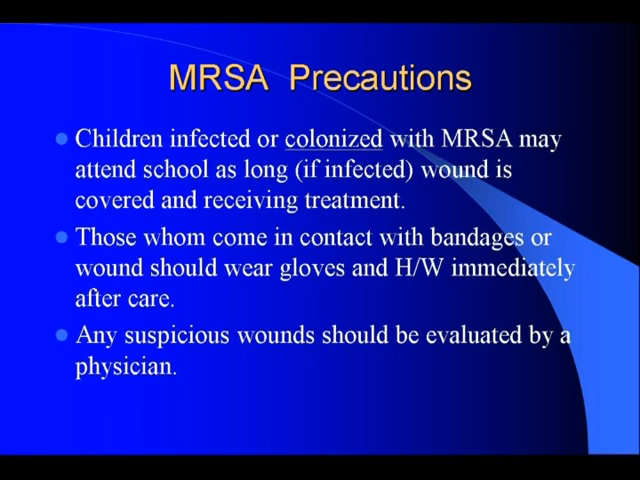 MRSA Precautions
Children infected or colonized with MRSA may
attend school as long (if infected) wound is
covered and receiving treatment.
Those whom come in contact with bandages or
wound should wear gloves and H/W immediately
after care.
Any suspicious wounds should be evaluated by a
physician.